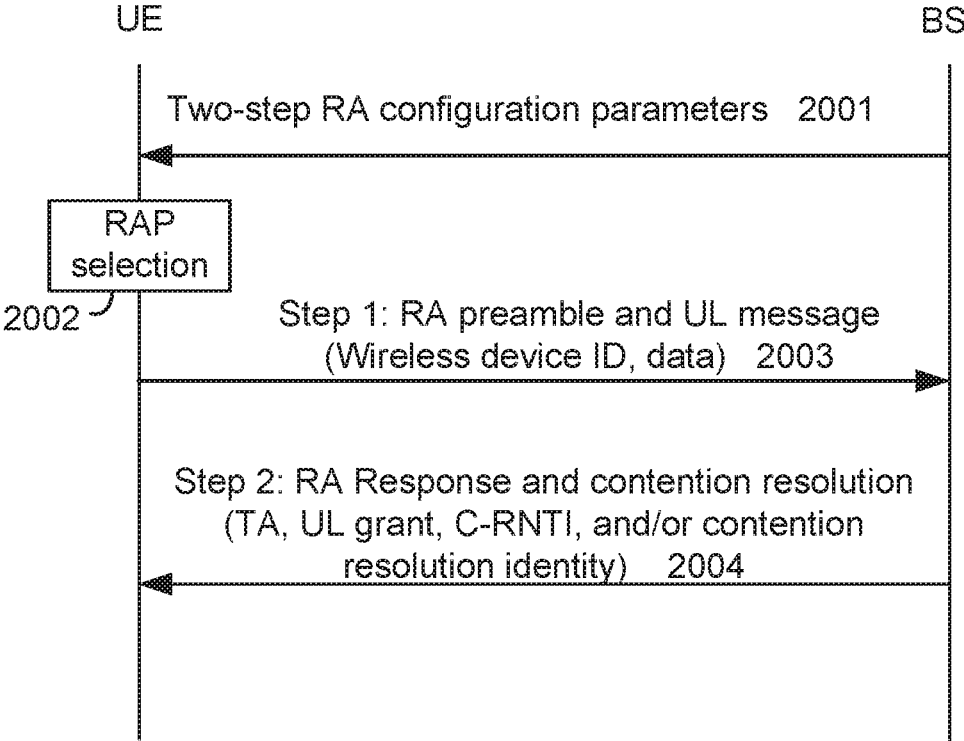 UE
BS
Two-step RA configuration parameters 2001
RAP
selection
2002
Step 1: RA preamble and UL message
(Wireless device ID, data) 2003
Step 2: RA Response and contention resolution
(TA, UL grant, C-RNTI, and/or contention
resolution identity) 2004